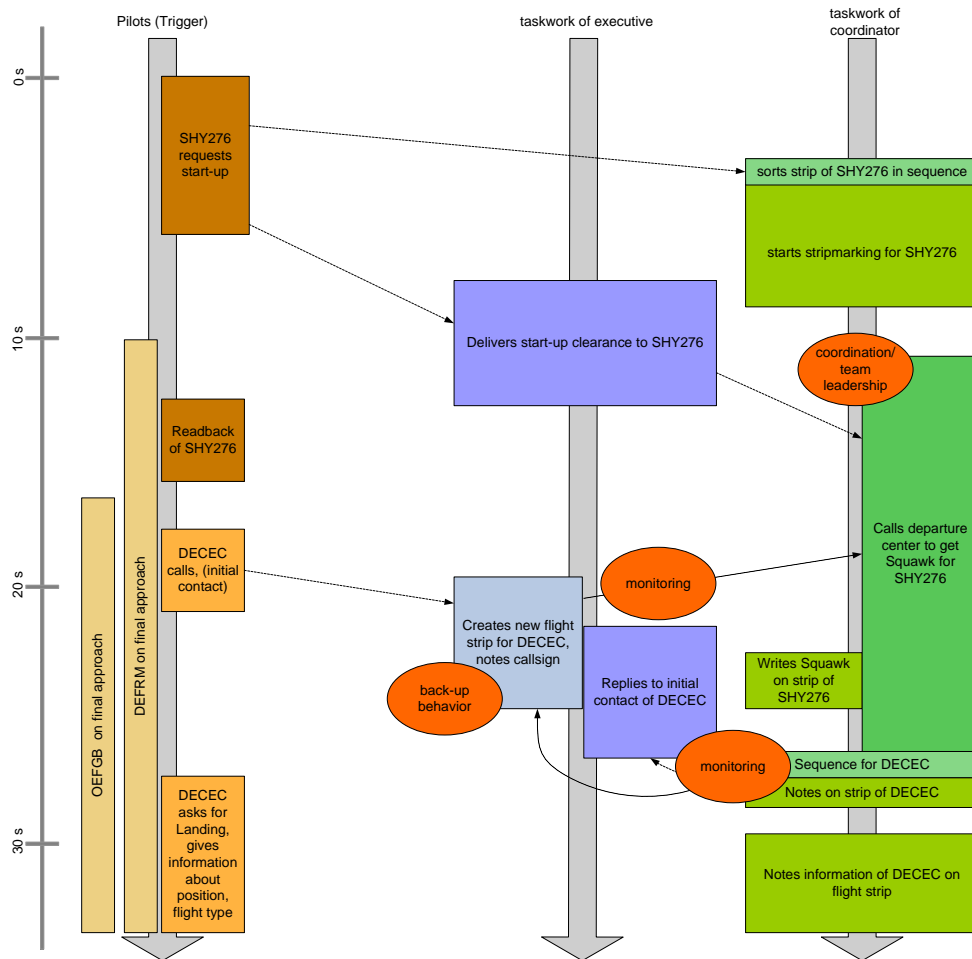 Pilots (Trigger)
taskwork of executive
taskwork of
coordinator
0 s
SHY276
requests
start-up
sorts strip of SHY276 in sequence
starts stripmarking for SHY276
10 s
Delivers start-up clearance to SHY276
coordination/
team
leadership
Readback
of SHY276
OEFGB on final approach
DEFRM on final approach
DECEC
calls, (initial
contact)
20 s
monitoring
Calls departure
center to get
Squawk for
SHY276
Creates new flight
strip for DECEC,
notes callsign
back-up
behavior
Replies to initial
contact of DECEC
Writes Squawk
on strip of
SHY276
monitoring
Sequence for DECEC
Notes on strip of DECEC
30 s
DECEC
asks for
Landing,
gives
information
about
position,
flight type
Notes information of DECEC on
flight strip